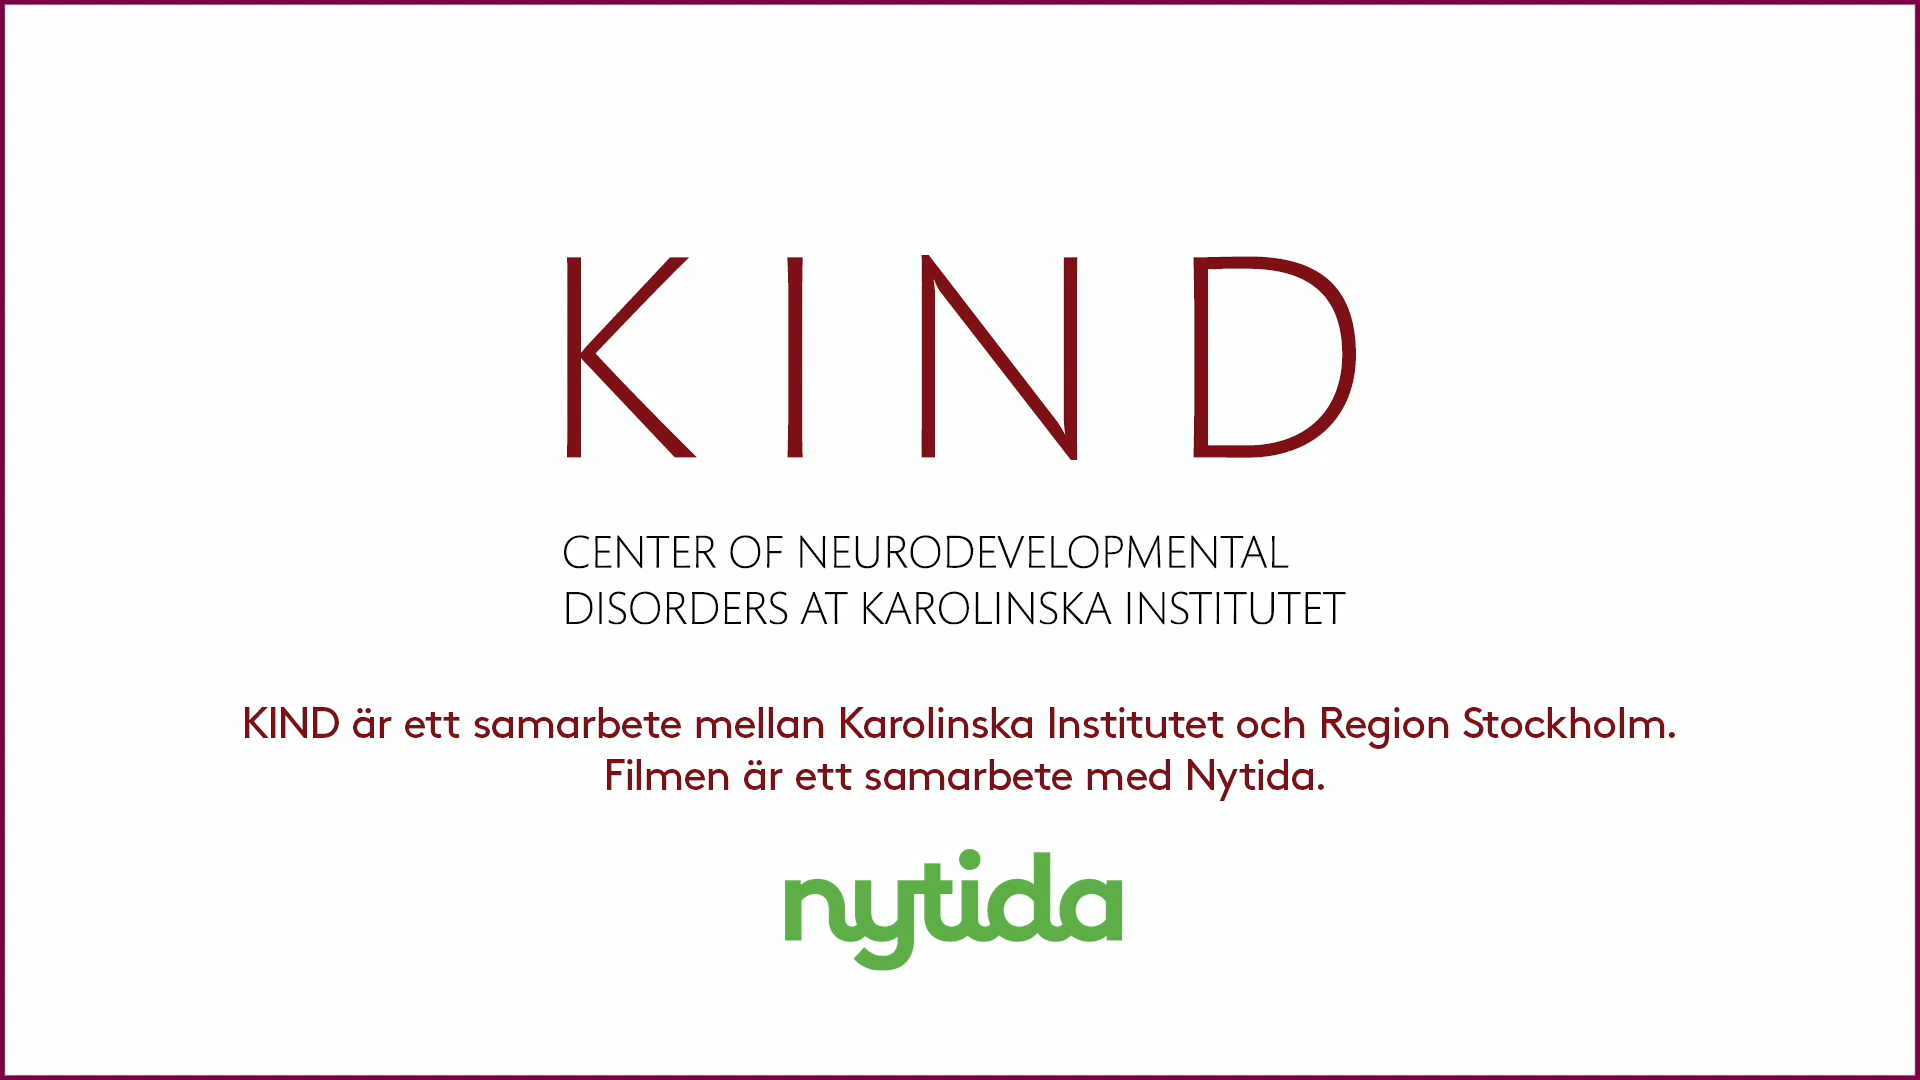 KIND
CENTER OF NEURODEVELOPMENTAL
DISORDERS AT KAROLINSKA INSTITUTET
KIND är ett samarbete mellan Karolinska Institutet och Region Stockholm.
Filmen är ett samarbete med Nytida.
nytida